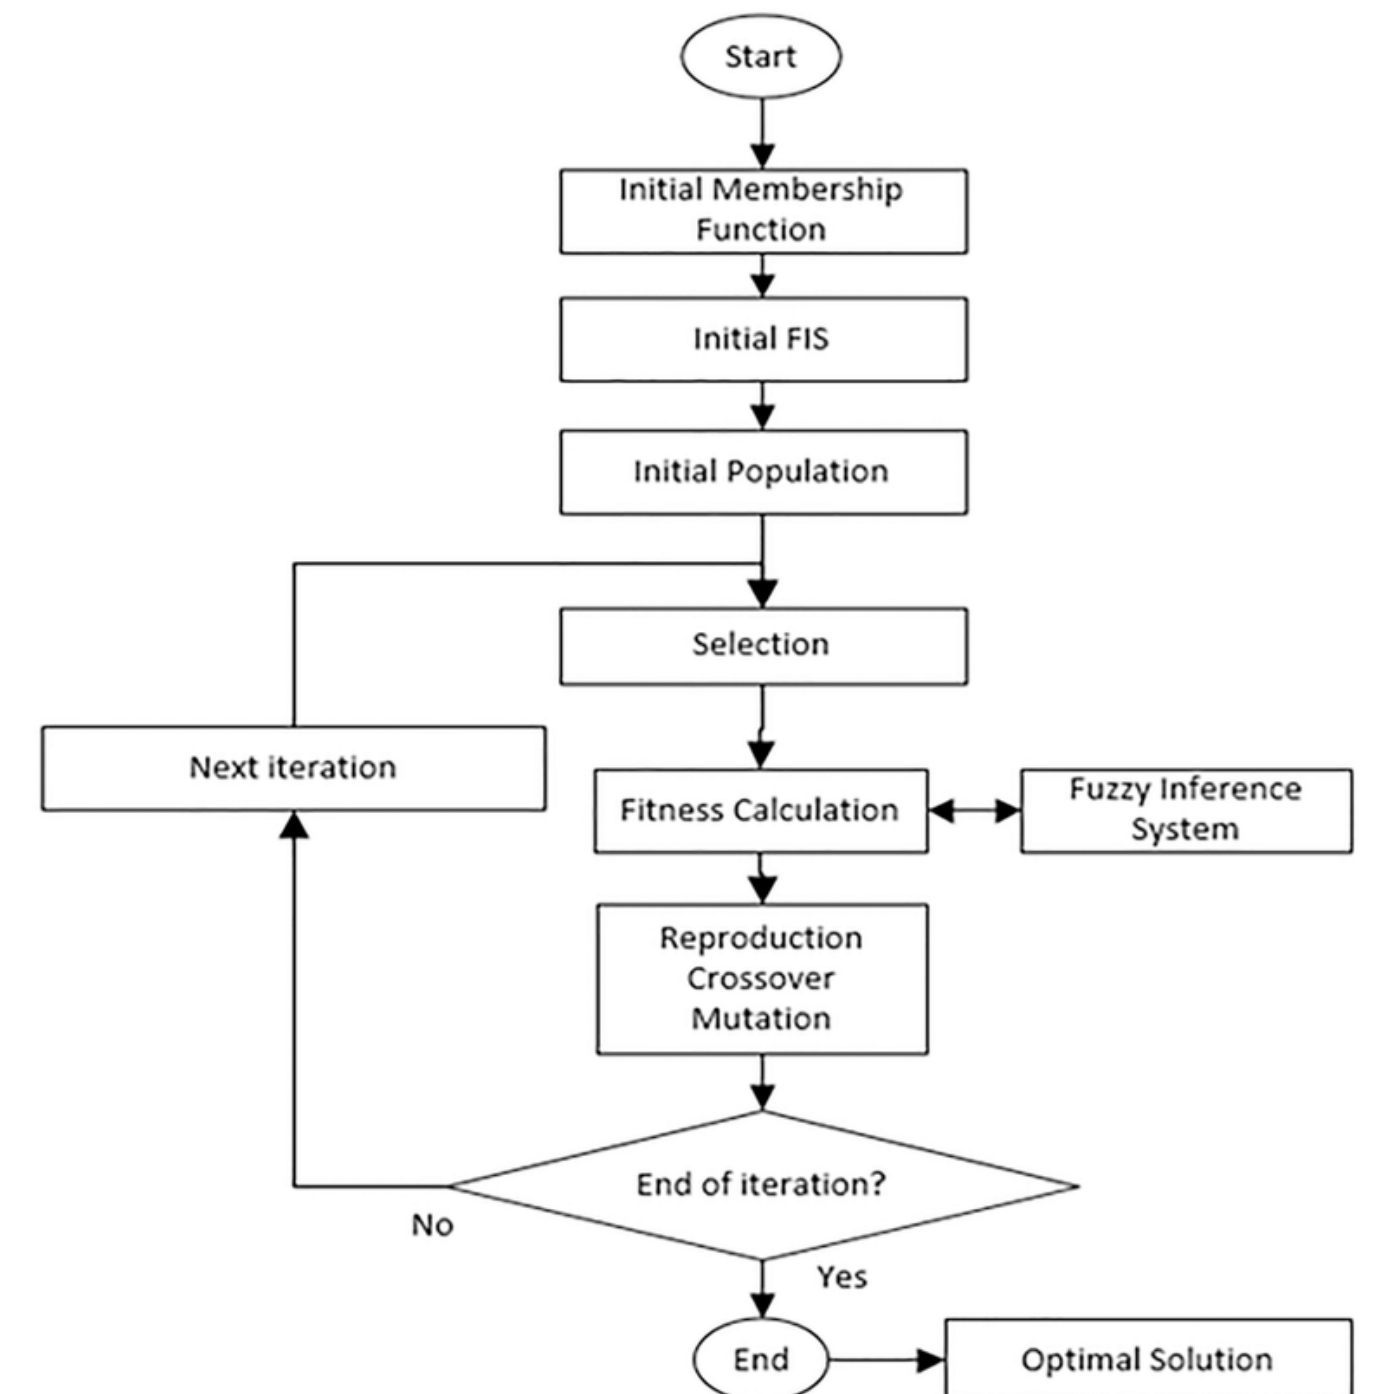 Start
Initial Membership
Function
Initial FIS
Initial Population
Selection
Next iteration
Fitness Calculation
Fuzzy Inference
System
Reproduction
Crossover
Mutation
End of iteration?
No
Yes
End
Optimal Solution